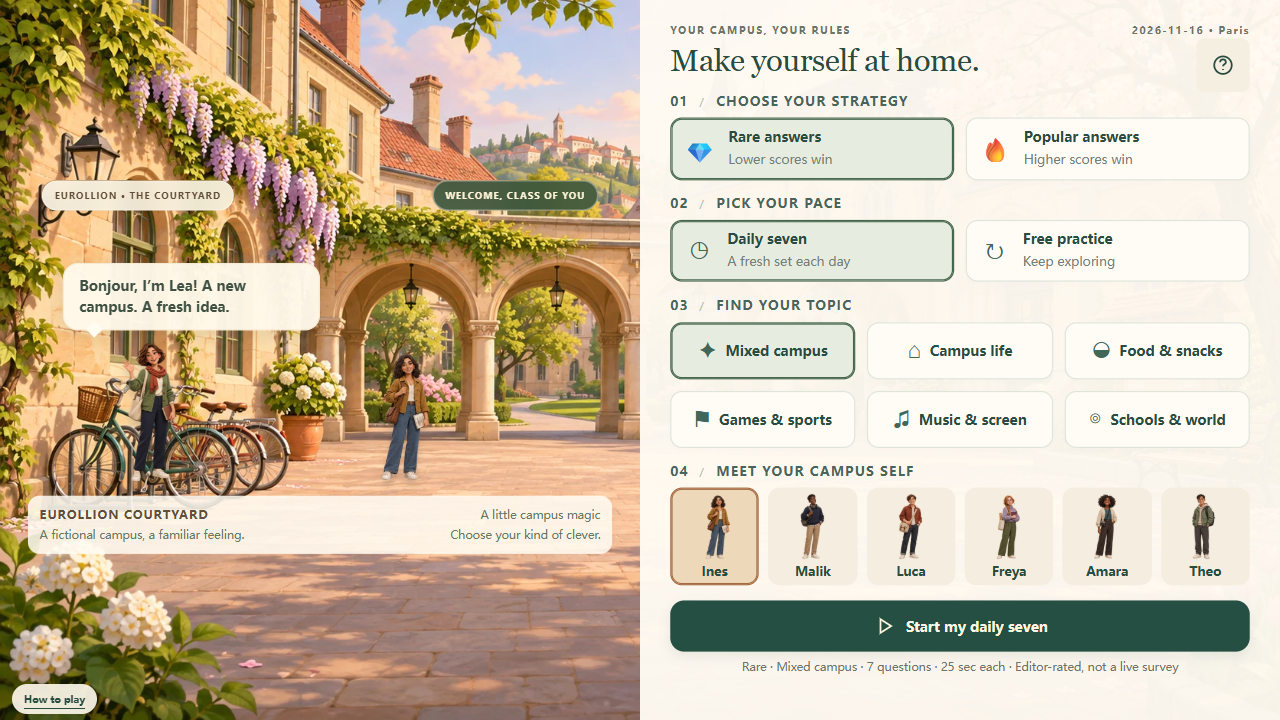 EUROLLION • THE COURTYARD
WELCOME, CLASS OF YOU
Bonjour, I'm Lea! A new
campus. A fresh idea.
EUROLLION COURTYARD
A fictional campus, a familiar feeling.
A little campus magic
Choose your kind of clever.
How to play
YOUR CAMPUS, YOUR RULES
2026-11-16 • Paris
Make yourself at home.
01 / CHOOSE YOUR STRATEGY
Rare answers
Lower scores win
Popular answers
Higher scores win
02 / PICK YOUR PACE
Daily seven
A fresh set each day
Free practice
Keep exploring
03 / FIND YOUR TOPIC
Mixed campus
Campus life
Food & snacks
Games & sports
Music & screen
Schools & world
04 / MEET YOUR CAMPUS SELF
Ines
Malik
Luca
Freya
Amara
Theo
Start my daily seven
Rare · Mixed campus · 7 questions · 25 sec each · Editor-rated, not a live survey